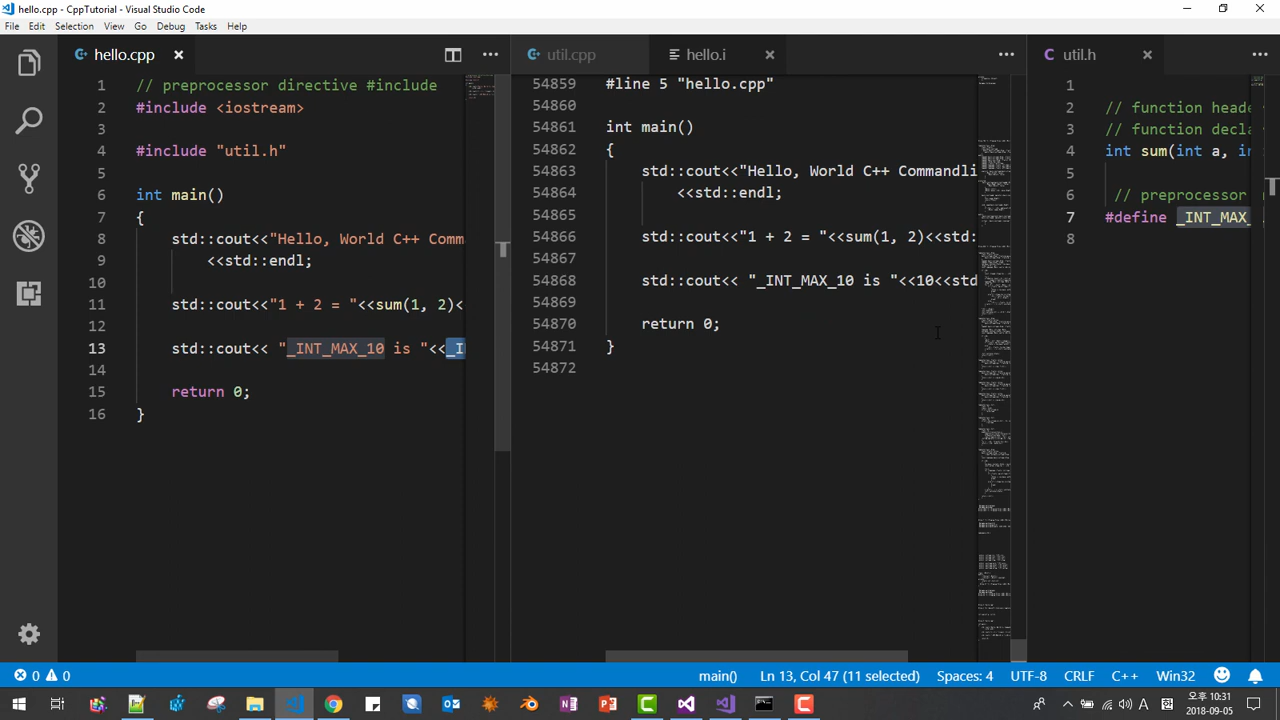 hello.cpp - CppTutorial - Visual Studio Code
File Edit Selection View Go Debug Tasks Help
hello.cpp
util.cpp
hello.i
util.h
1 // preprocessor directive #include
2 #include <iostream>
3
4 #include "util.h"
5
6 int main()
7 {
8 std::cout<<"Hello, World C++ Comm
9 <<std::endl;
10
11 std::cout<<"1 + 2 = "<<sum(1, 2)<
12
13 std::cout<< "_INT_MAX_10 is "<<_I
14
15 return 0;
16 }
54859 #line 5 "hello.cpp"
54860
54861 int main()
54862 {
54863 std::cout<<"Hello, World C++ Commandli
54864 <<std::endl;
54865
54866 std::cout<<"1 + 2 = "<<sum(1, 2)<<std:
54867
54868 std::cout<< "_INT_MAX_10 is "<<10<<std
54869
54870 return 0;
54871 }
54872
1
2 // function heade
3 // function decla
4 int sum(int a, in
5
6 // preprocessor
7 #define _INT_MAX_
8
0 0
main() Ln 13, Col 47 (11 selected) Spaces: 4 UTF-8 CRLF C++ Win32
A 오후 10:31
2018-09-05